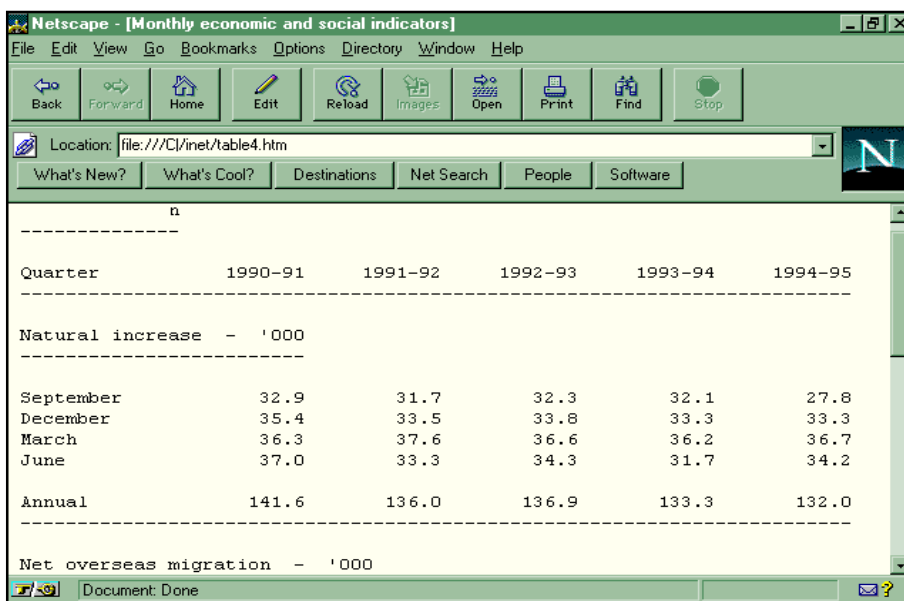 Netscape - [Monthly economic and social indicators]
File Edit View Go Bookmarks Options Directory Window Help
Back Forward Home Edit Reload Images Open Print Find Stop
Location: file:///C|/inet/table4.htm
N
What's New? What's Cool? Destinations Net Search People Software
n
--------------
Quarter 1990-91 1991-92 1992-93 1993-94 1994-95
--------------------------------------------------------------------------
Natural increase - '000
-------------------------
September 32.9 31.7 32.3 32.1 27.8
December 35.4 33.5 33.8 33.3 33.3
March 36.3 37.6 36.6 36.2 36.7
June 37.0 33.3 34.3 31.7 34.2
Annual 141.6 136.0 136.9 133.3 132.0
--------------------------------------------------------------------------
Net overseas migration - '000
Document: Done